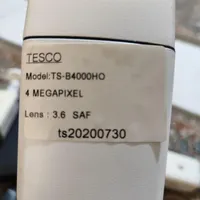 TESCO
Model:TS-B4000HO
4 MEGAPIXEL
Lens : 3.6 SAF
ts20200730